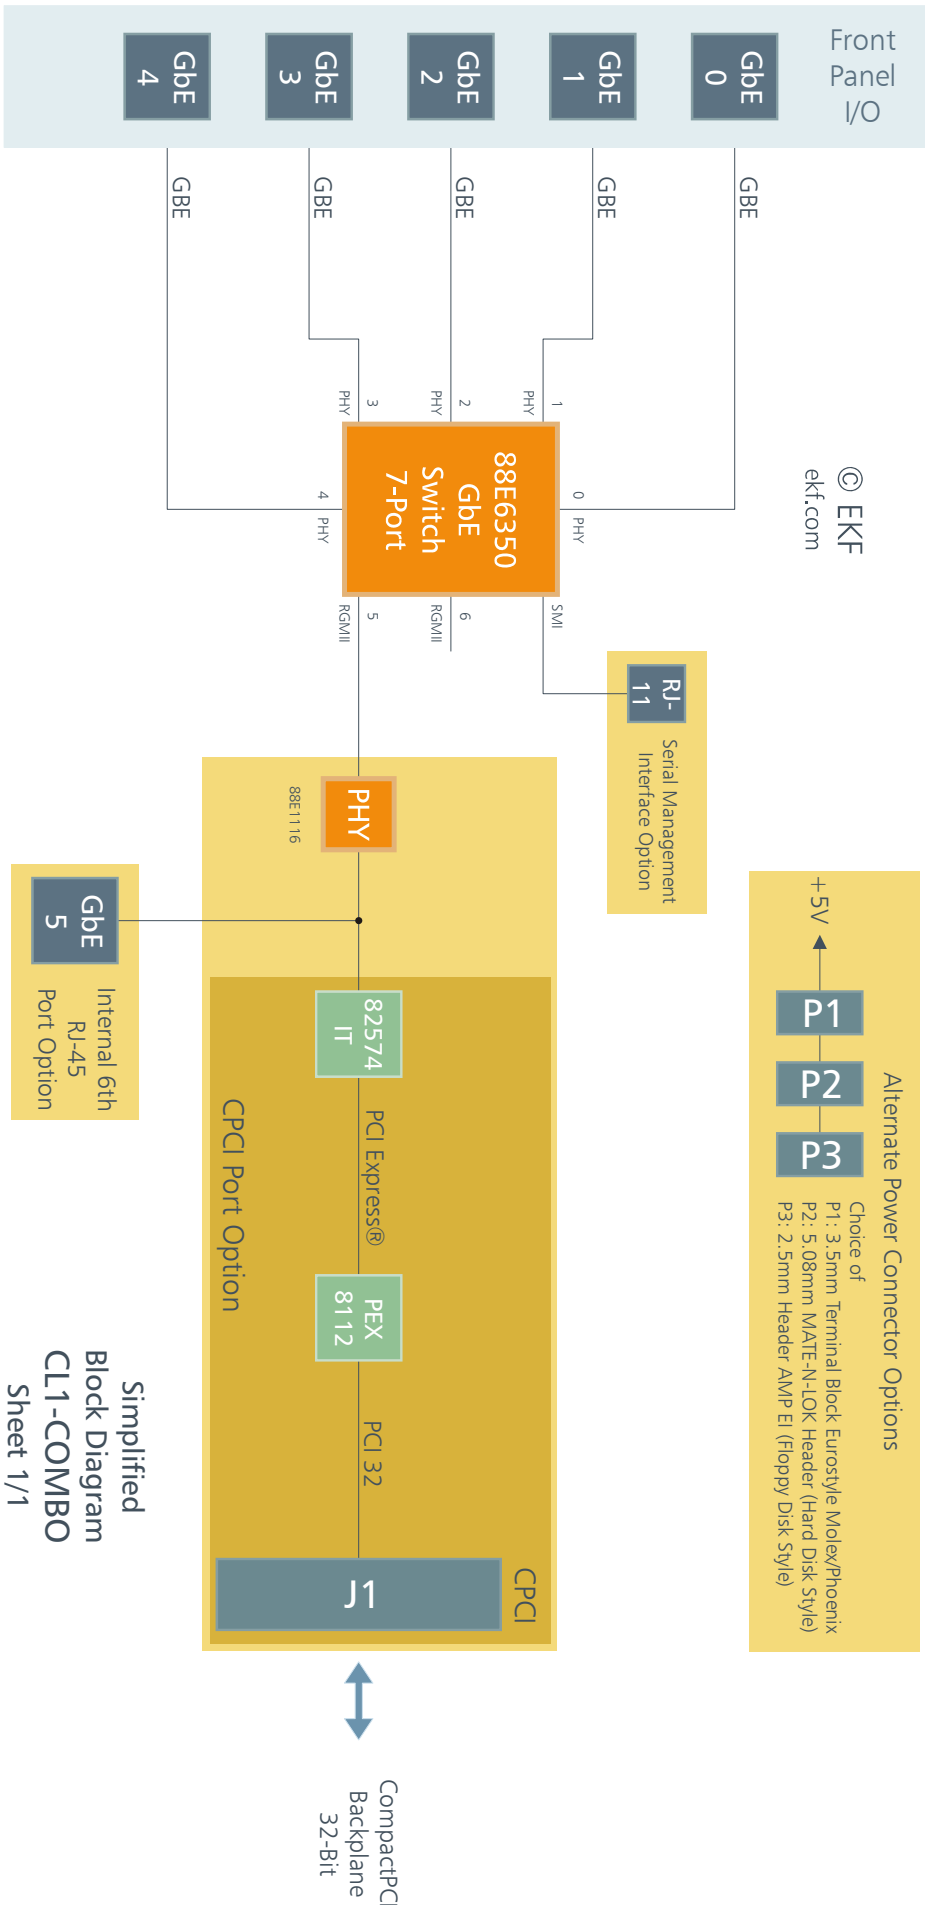 Front
Panel
I/O
GbE
0
GbE
1
GbE
2
GbE
3
GbE
4
GBE
GBE
GBE
GBE
GBE
© EKF
ekf.com
88E6350
GbE
Switch
7-Port
0 PHY
1
PHY
2
PHY
3
PHY
4 PHY
SMI
6
RGMII
5
RGMII
RJ-
11
Serial Management
Interface Option
PHY
88E1116
GbE
5
Internal 6th
RJ-45
Port Option
82574
IT
PCI Express®
PEX
8112
PCI 32
CPCI Port Option
J1
CPCI
CompactPCI
Backplane
32-Bit
Alternate Power Connector Options
+5V
P1
P2
P3
Choice of
P1: 3.5mm Terminal Block Eurostyle Molex/Phoenix
P2: 5.08mm MATE-N-LOK Header (Hard Disk Style)
P3: 2.5mm Header AMP EI (Floppy Disk Style)
Simplified
Block Diagram
CL1-COMBO
Sheet 1/1